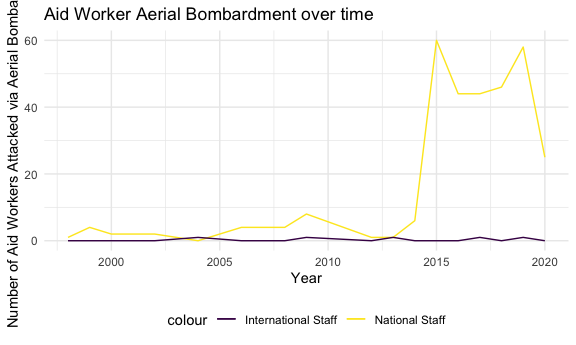 Aid Worker Aerial Bombardment over time
Number of Aid Workers Attacked via Aerial
60
40
20
0
2000
2005
2010
2015
2020
Year
colour
International Staff
National Staff